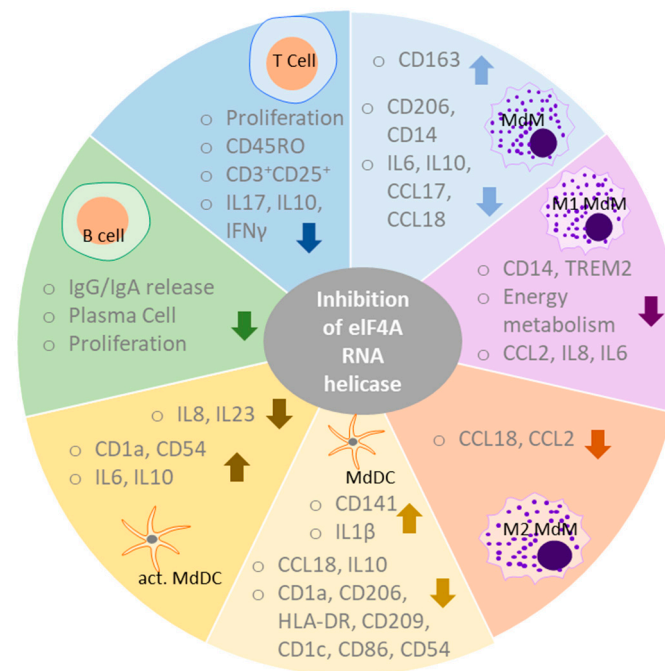 T Cell
Proliferation
CD45RO
CD3⁺CD25⁺
IL17, IL10,
IFNγ
CD163
CD206,
CD14
IL6, IL10,
CCL17,
CCL18
MdM
M1 MdM
CD14, TREM2
Energy
metabolism
CCL2, IL8, IL6
B cell
IgG/IgA release
Plasma Cell
Proliferation
Inhibition
of eIF4A
RNA
helicase
IL8, IL23
CD1a, CD54
IL6, IL10
act. MdDC
MdDC
CD141
IL1β
CCL18, IL10
CD1a, CD206,
HLA-DR, CD209,
CD1c, CD86, CD54
CCL18, CCL2
M2 MdM